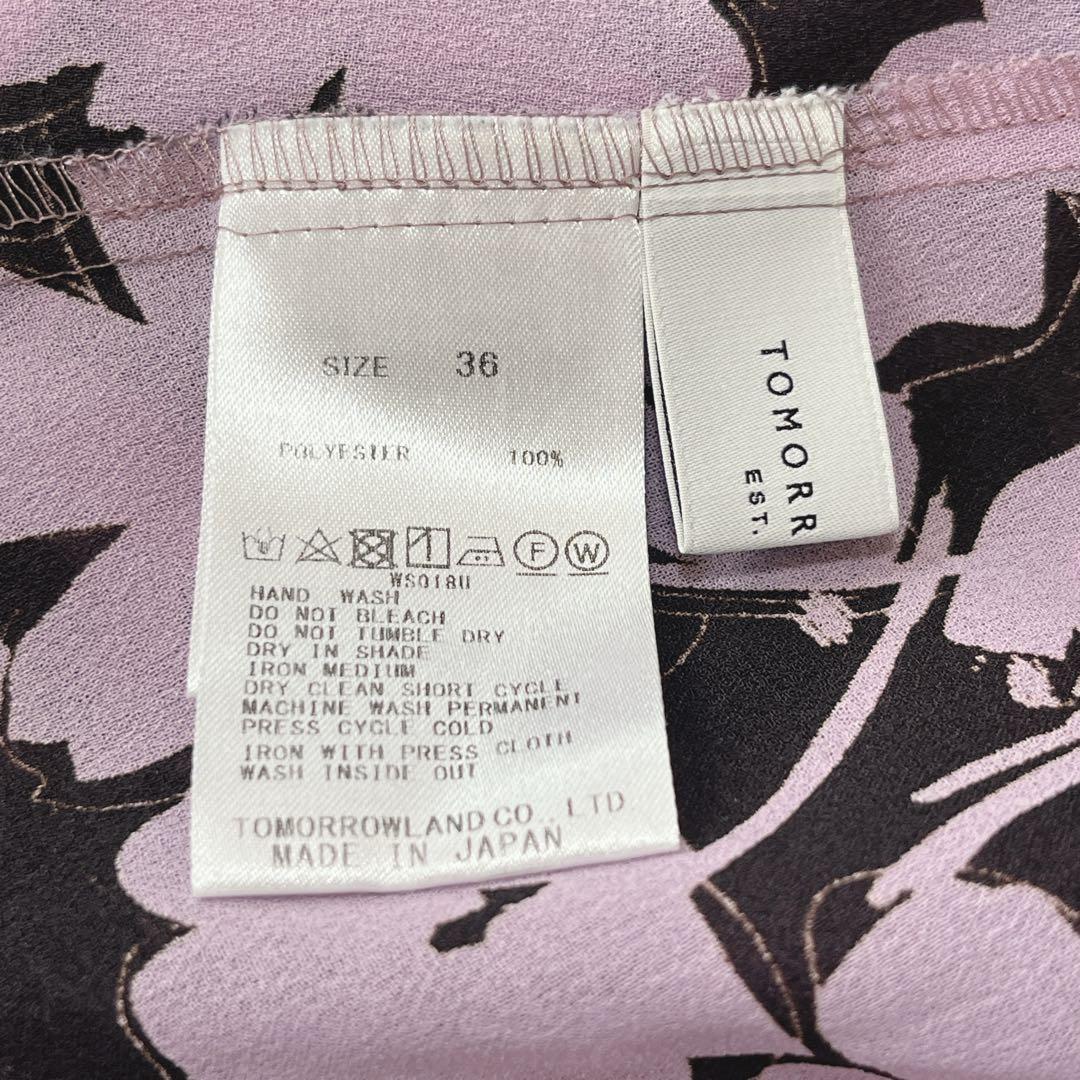 SIZE 36
POLYESTER 100%
F W
WS018U
HAND WASH
DO NOT BLEACH
DO NOT TUMBLE DRY
DRY IN SHADE
IRON MEDIUM
DRY CLEAN SHORT CYCLE
MACHINE WASH PERMANENT
PRESS CYCLE COLD
IRON WITH PRESS CLOTH
WASH INSIDE OUT
TOMORROWLAND CO., LTD.
MADE IN JAPAN
TOMORR
EST.